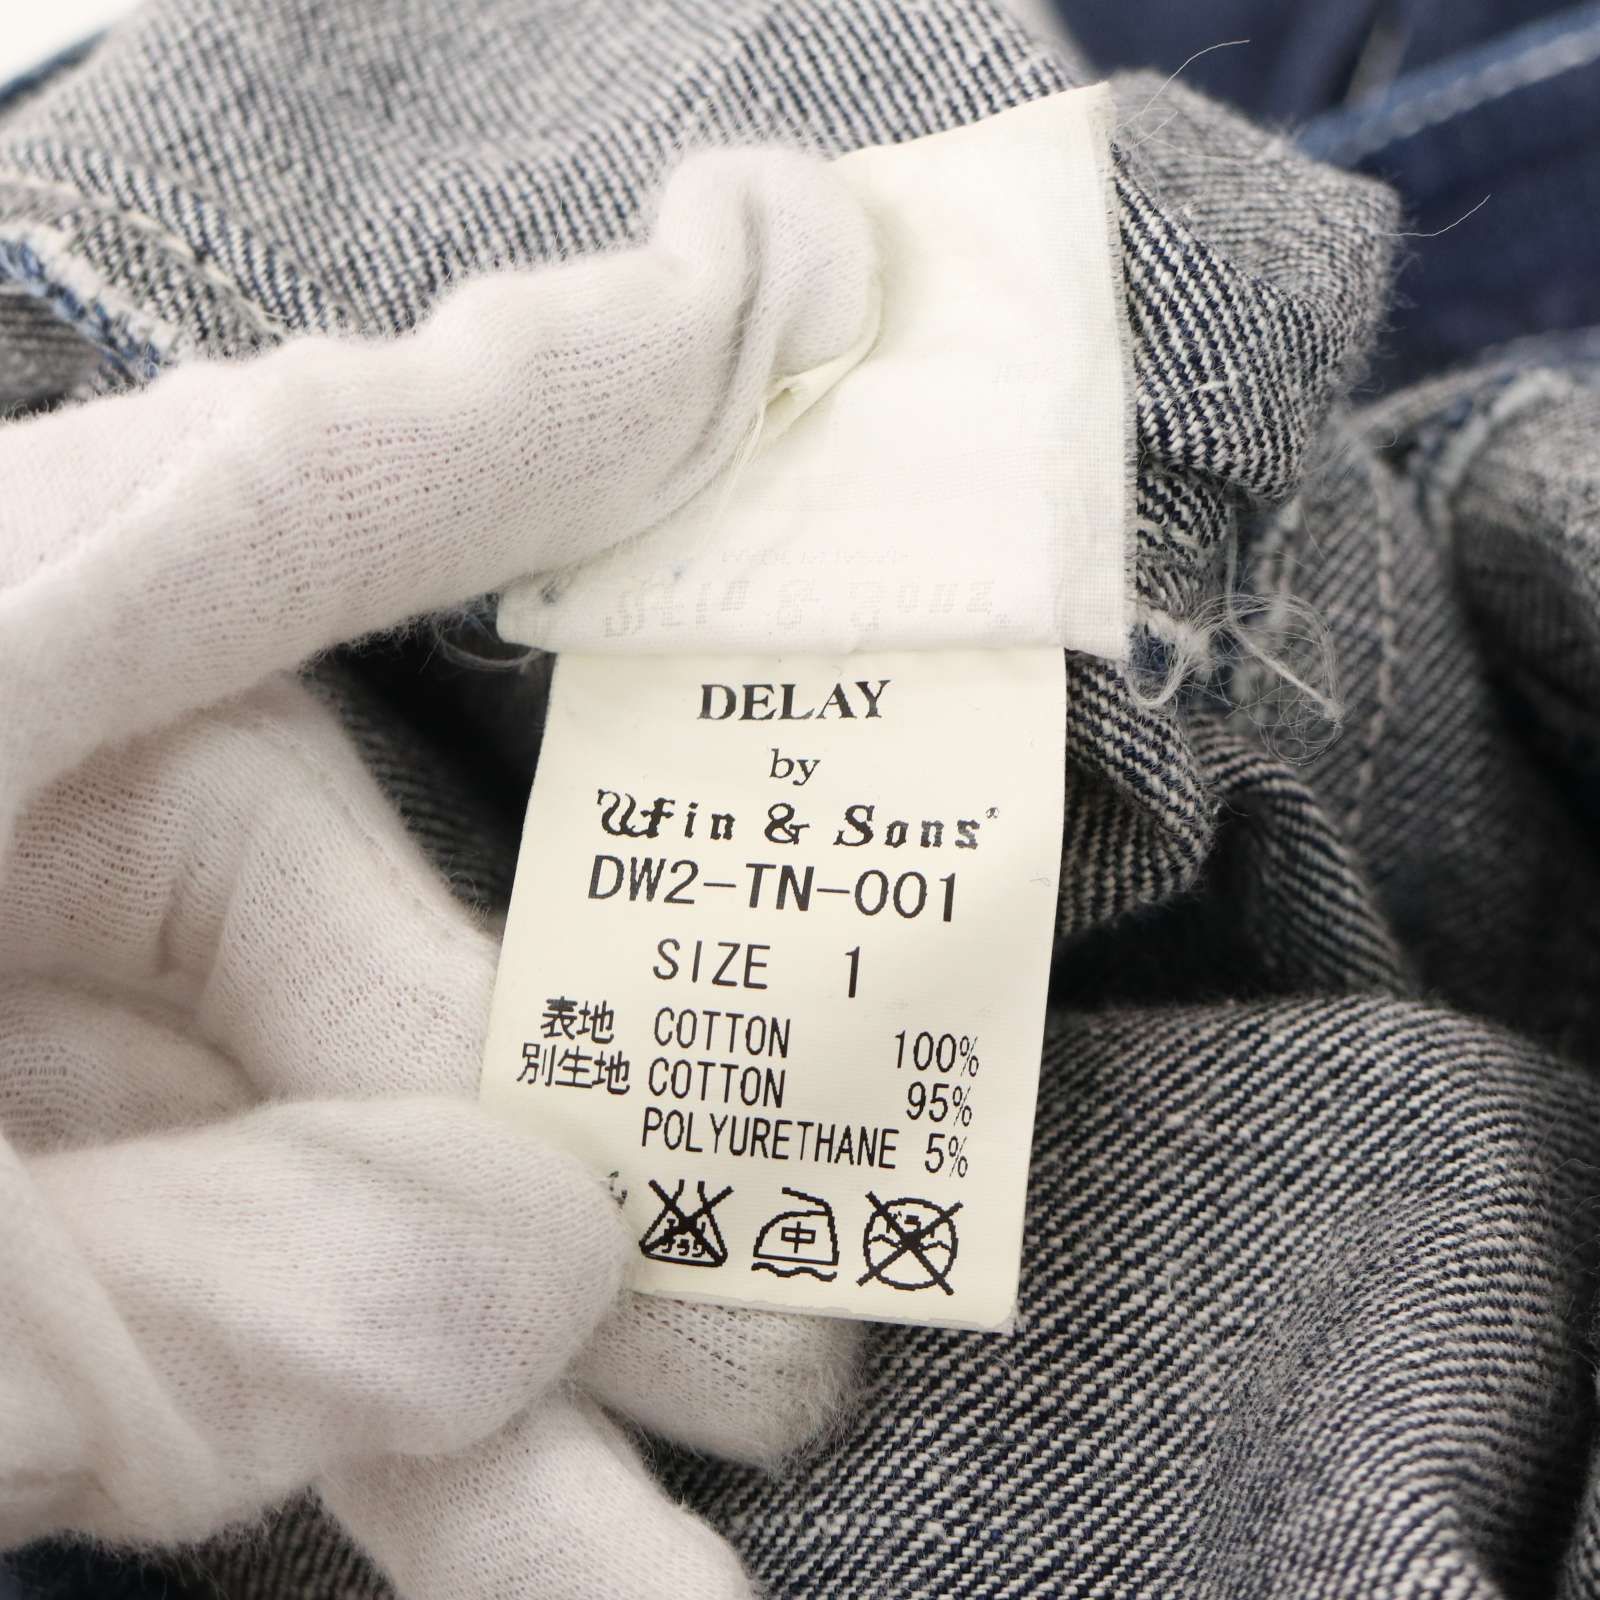 DELAY
by
Wfin & Sons®
DW2-TN-001
SIZE 1
表地 COTTON 100%
別生地 COTTON 95%
POLYURETHANE 5%
中